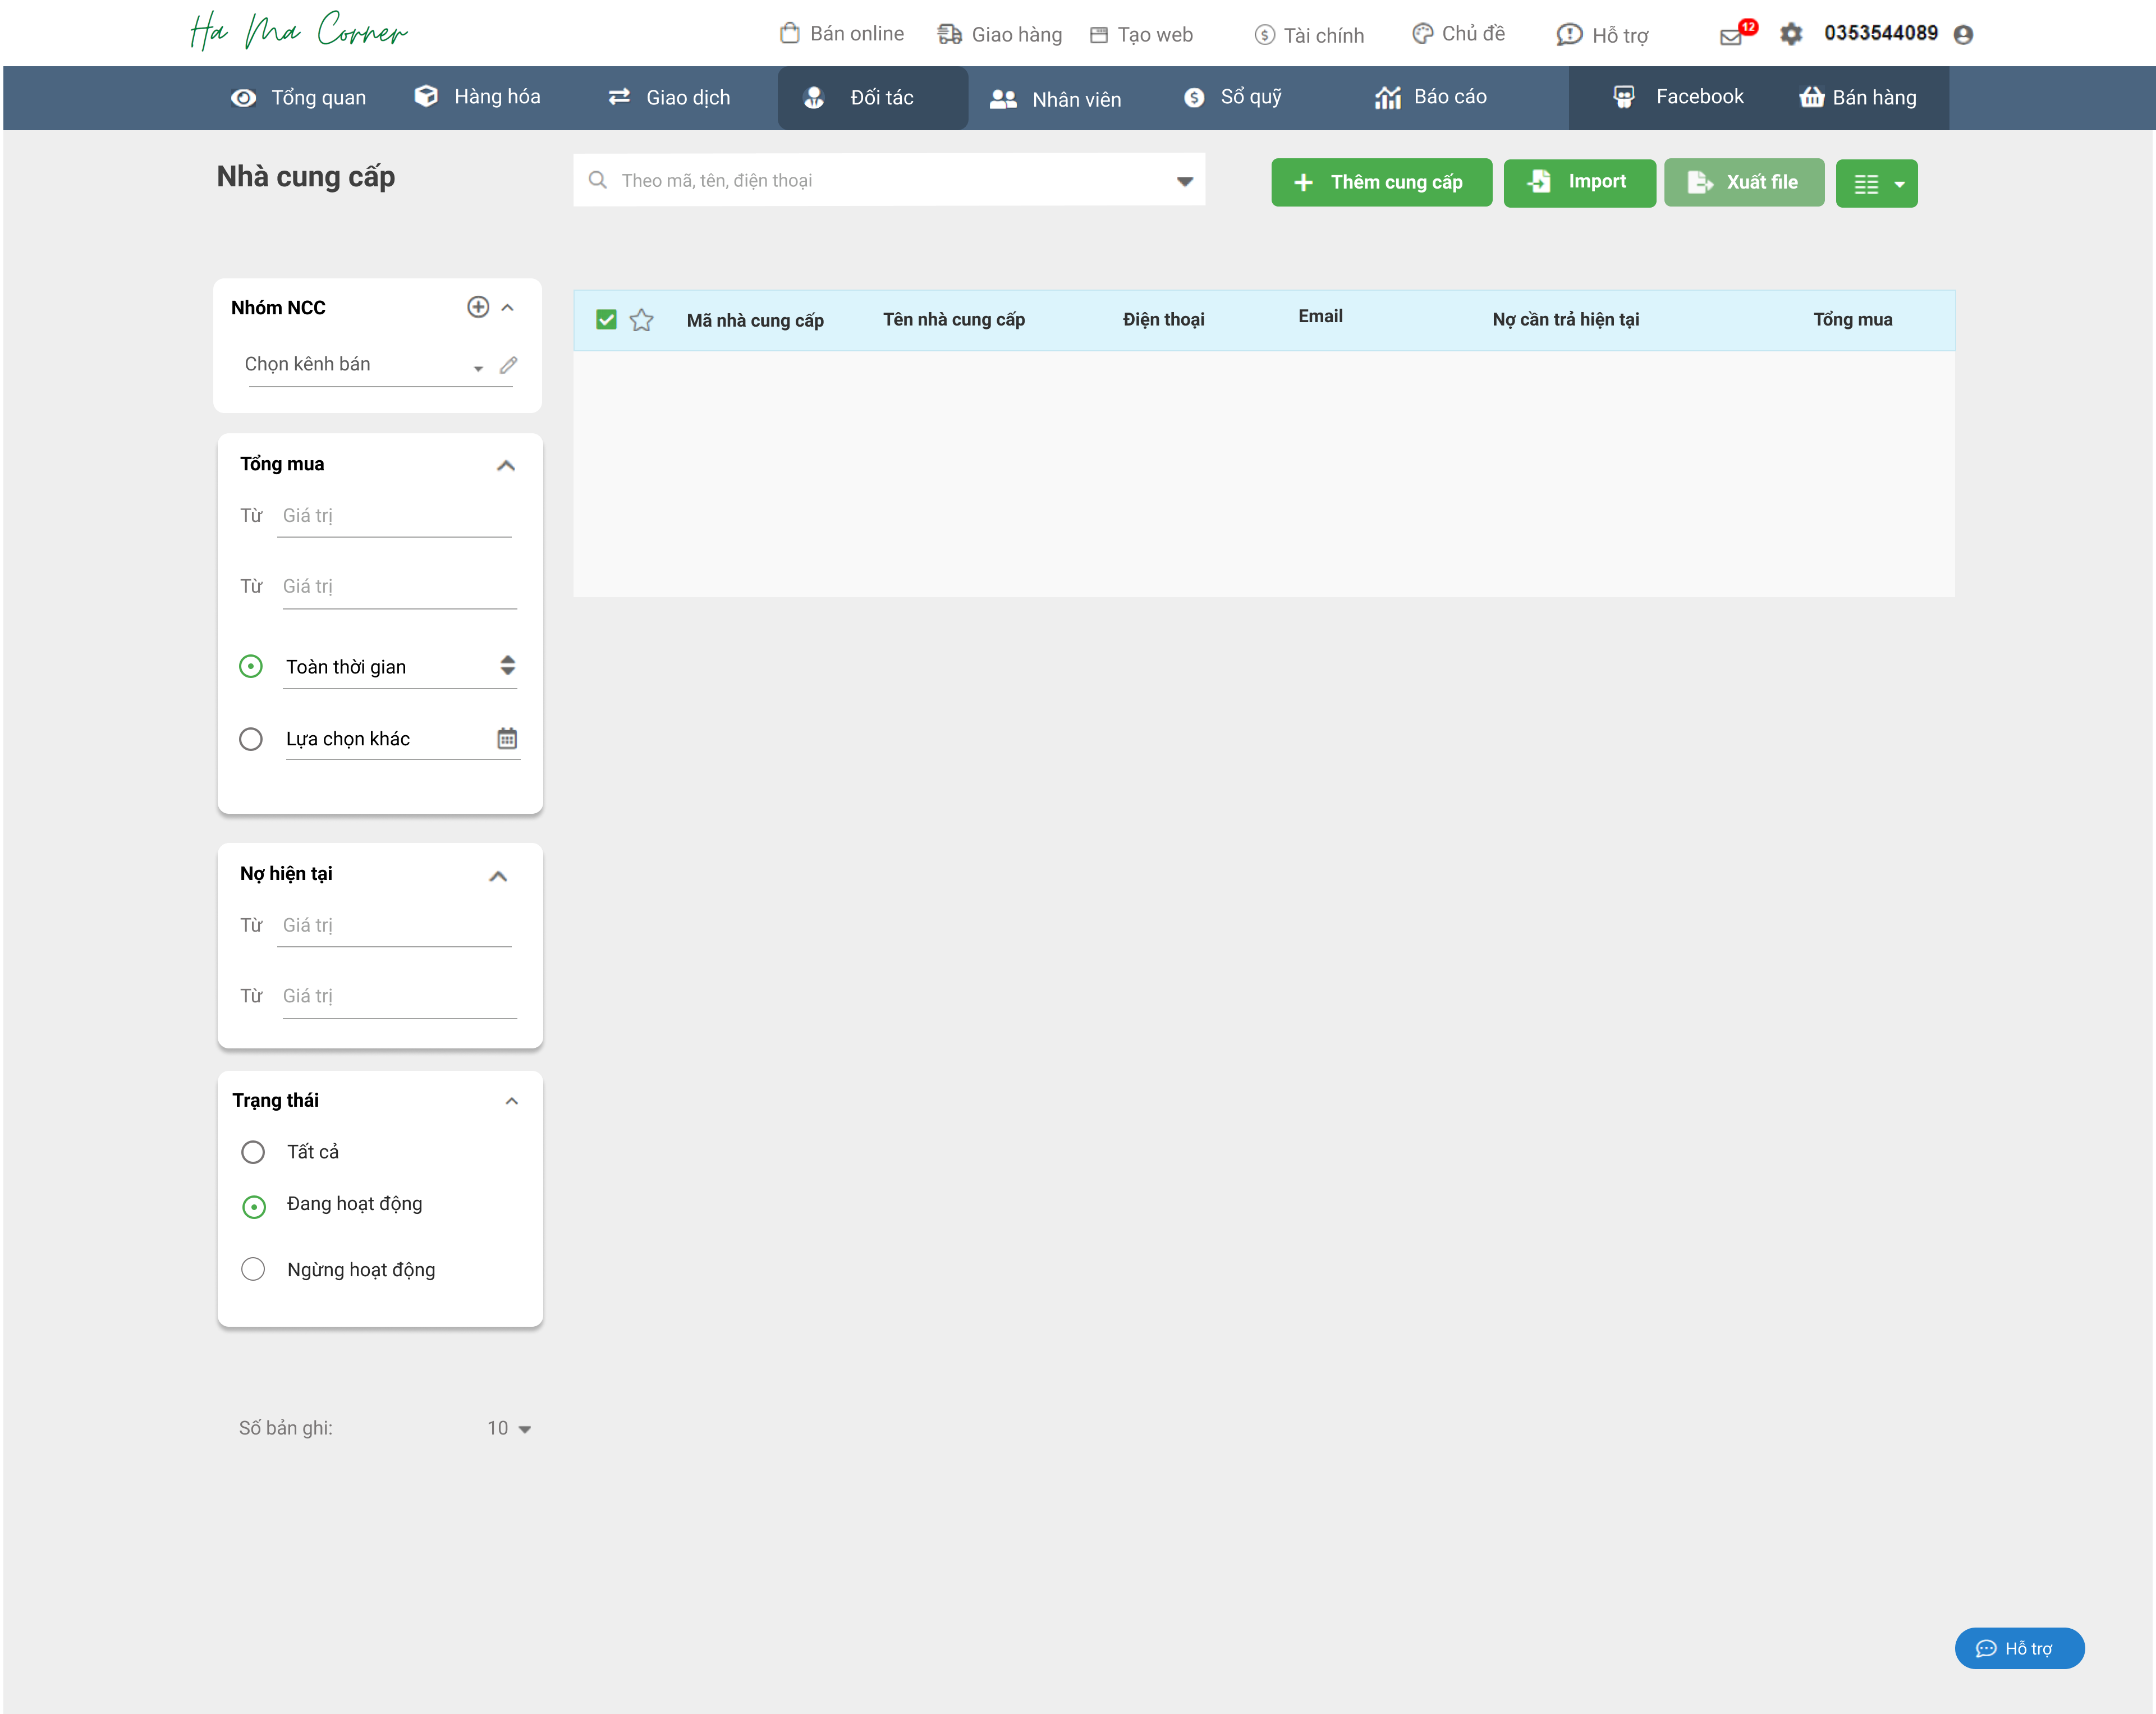 Ha Ma Corner
Bán online
Giao hàng
Tạo web
Tài chính
Chủ đề
Hỗ trợ
12
0353544089
Tổng quan
Hàng hóa
Giao dịch
Đối tác
Nhân viên
Sổ quỹ
Báo cáo
Facebook
Bán hàng
Nhà cung cấp
Theo mã, tên, điện thoại
Thêm cung cấp
Import
Xuất file
Nhóm NCC
Chọn kênh bán
Mã nhà cung cấp
Tên nhà cung cấp
Điện thoại
Email
Nợ cần trả hiện tại
Tổng mua
Tổng mua
Từ Giá trị
Từ Giá trị
Toàn thời gian
Lựa chọn khác
Nợ hiện tại
Từ Giá trị
Từ Giá trị
Trạng thái
Tất cả
Đang hoạt động
Ngừng hoạt động
Số bản ghi: 10
Hỗ trợ